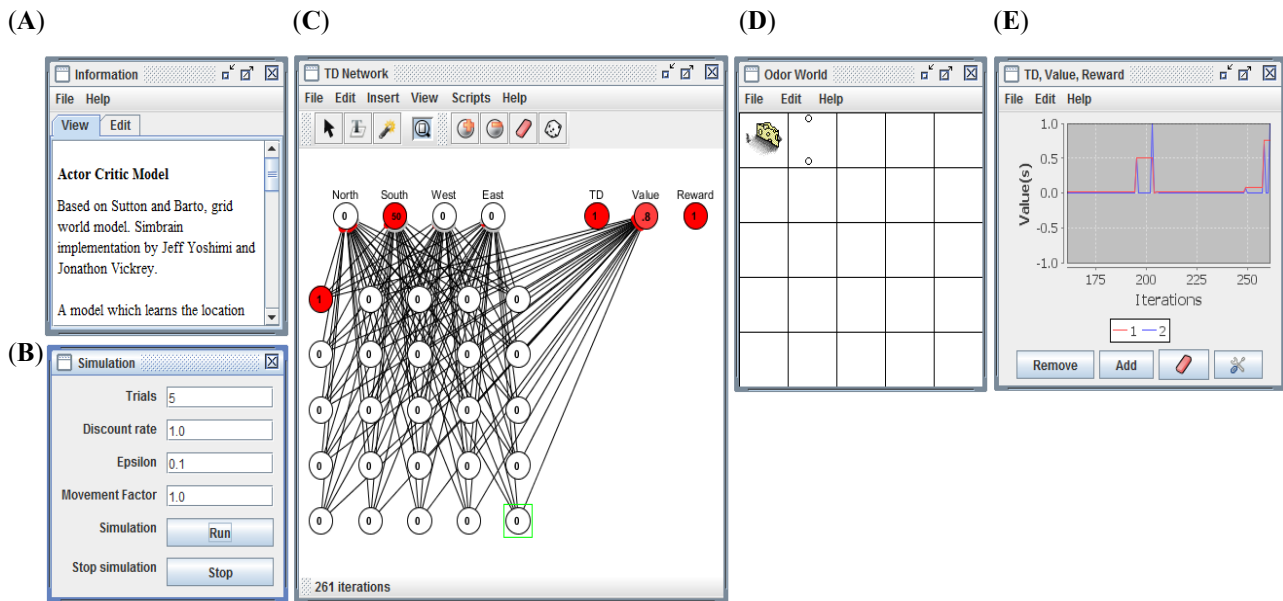 (A)
Information
File Help
View Edit
Actor Critic Model
Based on Sutton and Barto, grid
world model. Simbrain
implementation by Jeff Yoshimi and
Jonathon Vickrey.
A model which learns the location
(B)
Simulation
Trials 5
Discount rate 1.0
Epsilon 0.1
Movement Factor 1.0
Simulation Run
Stop simulation Stop
(C)
TD Network
File Edit Insert View Scripts Help
North South West East TD Value Reward
0 50 0 0 1 .8 1
1 0 0 0 0
0 0 0 0 0
0 0 0 0 0
0 0 0 0 0
0 0 0 0 0
261 iterations
(D)
Odor World
File Edit Help
(E)
TD, Value, Reward
File Edit Help
Value(s)
1.0
0.5
0.0
-0.5
-1.0
175 200 225 250
Iterations
1 2
Remove Add